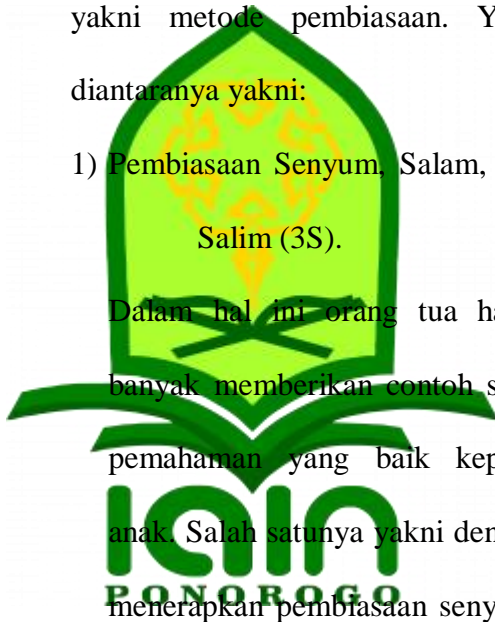 yakni metode pembiasaan. Y
diantaranya yakni:
1) Pembiasaan Senyum, Salam,
Salim (3S).
Dalam hal ini orang tua ha
banyak memberikan contoh s
pemahaman yang baik kep
anak. Salah satunya yakni den
menerapkan pembiasaan seny
iain
PONOROGO